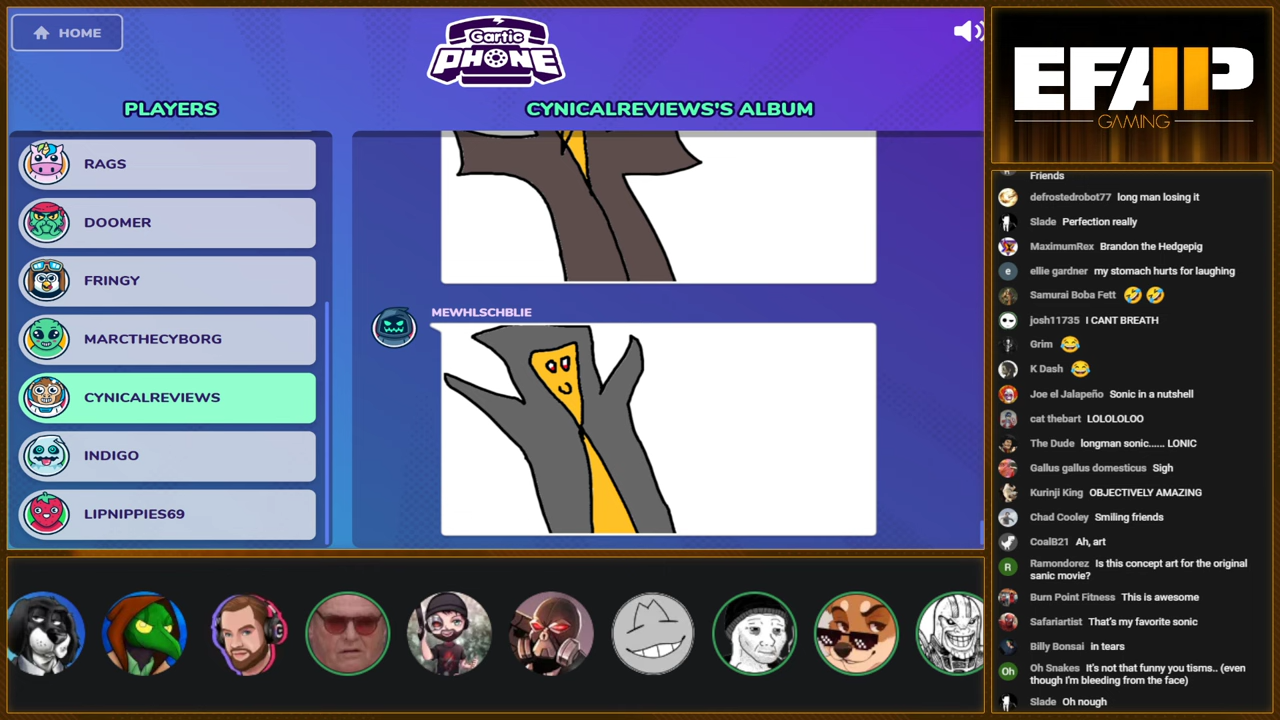 HOME
Gartic
PHONE
PLAYERS
CYNICALREVIEWS'S ALBUM
RAGS
DOOMER
FRINGY
MARCTHECYBORG
CYNICALREVIEWS
INDIGO
LIPNIPPIES69
MEWHLSCHBLIE
EFAP
GAMING
Friends
defrostedrobot77 long man losing it
Slade Perfection really
MaximumRex Brandon the Hedgepig
e
ellie gardner my stomach hurts for laughing
Samurai Boba Fett 🤣 🤣
josh11735 I CANT BREATH
Grim 😂
K Dash 😂
Joe el Jalapeño Sonic in a nutshell
cat thebart LOLOLOLOO
The Dude longman sonic...... LONIC
Gallus gallus domesticus Sigh
Kurinji King OBJECTIVELY AMAZING
Chad Cooley Smiling friends
CoalB21 Ah, art
R
Ramondorez Is this concept art for the original
sanic movie?
Burn Point Fitness This is awesome
Safariartist That's my favorite sonic
Billy Bonsai in tears
Oh
Oh Snakes It's not that funny you tisms.. (even
though I'm bleeding from the face)
Slade Oh nough